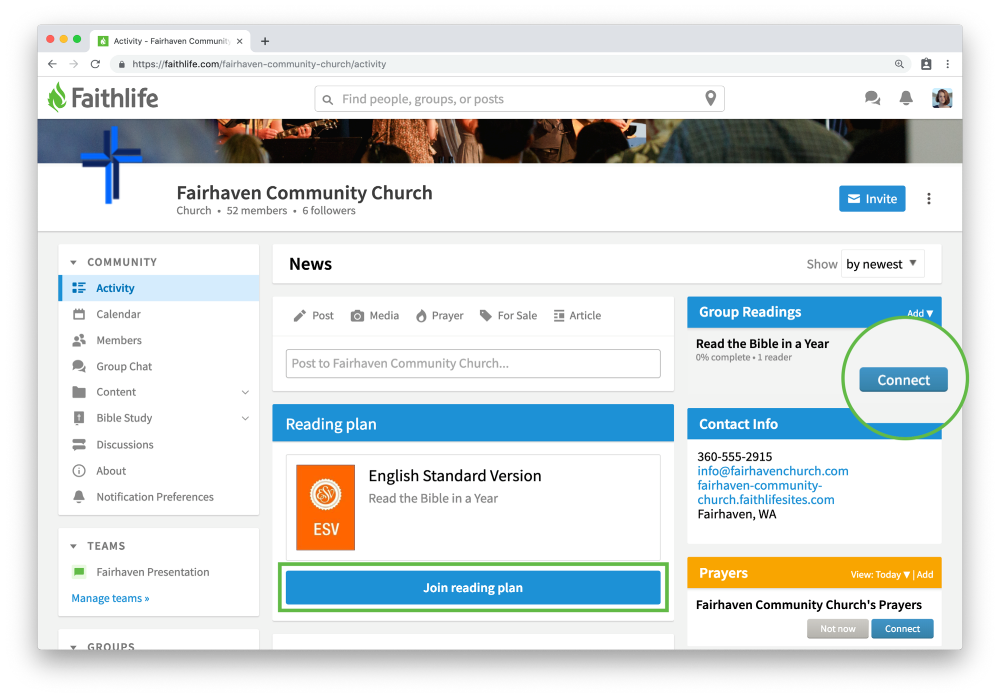 Activity - Fairhaven Community
https://faithlife.com/fairhaven-community-church/activity
Faithlife
Find people, groups, or posts
Fairhaven Community Church
Church • 52 members • 6 followers
Invite
COMMUNITY
Activity
Calendar
Members
Group Chat
Content
Bible Study
Discussions
About
Notification Preferences
TEAMS
Fairhaven Presentation
Manage teams »
GROUPS
News
Show by newest ▼
Post Media Prayer For Sale Article
Post to Fairhaven Community Church...
Reading plan
ESV
English Standard Version
Read the Bible in a Year
ESV
Join reading plan
Group Readings Add ▼
Read the Bible in a Year
0% complete • 1 reader
Connect
Contact Info
360-555-2915
info@fairhavenchurch.com
fairhaven-community-
church.faithlifesites.com
Fairhaven, WA
Prayers View: Today ▼ | Add
Fairhaven Community Church's Prayers
Not now Connect